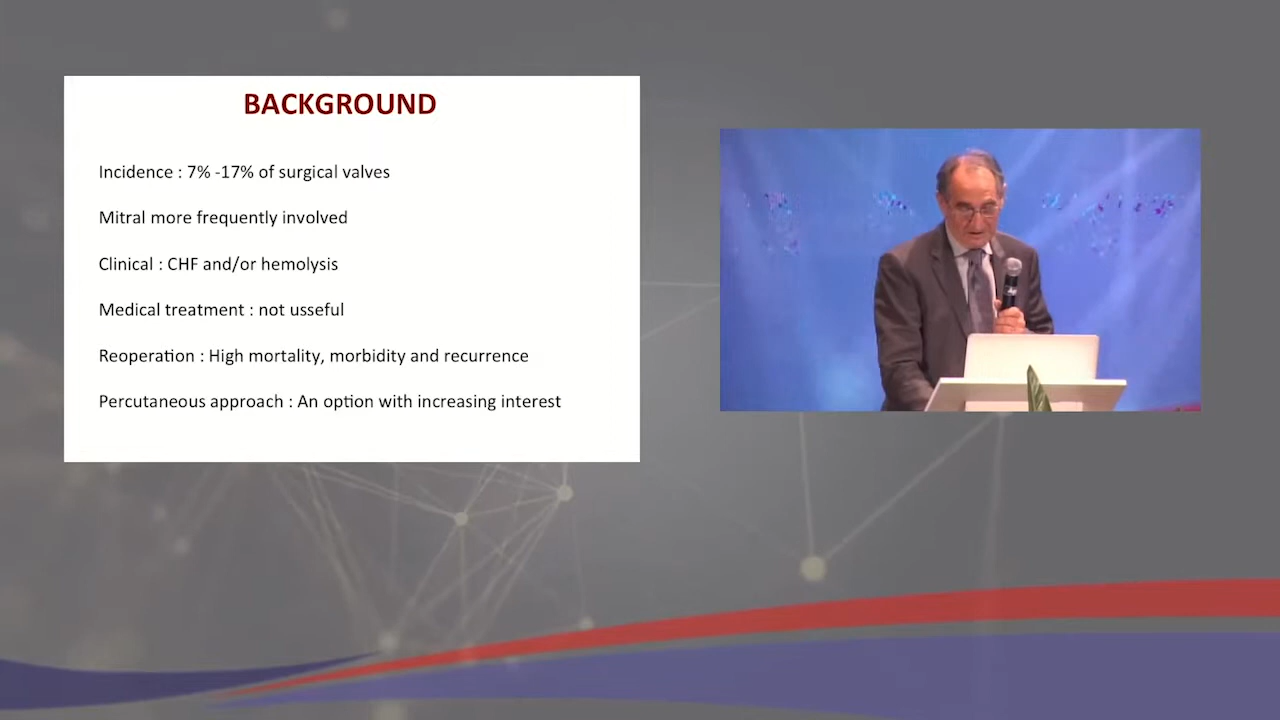 BACKGROUND
Incidence : 7% -17% of surgical valves
Mitral more frequently involved
Clinical : CHF and/or hemolysis
Medical treatment : not usseful
Reoperation : High mortality, morbidity and recurrence
Percutaneous approach : An option with increasing interest